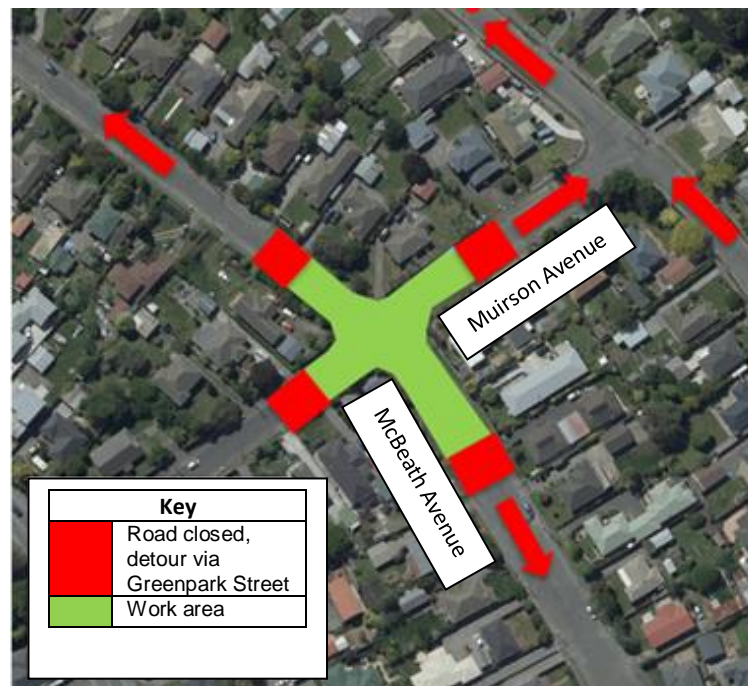 Muirson Avenue
McBeath Avenue
Key
Road closed,
detour via
Greenpark Street
Work area